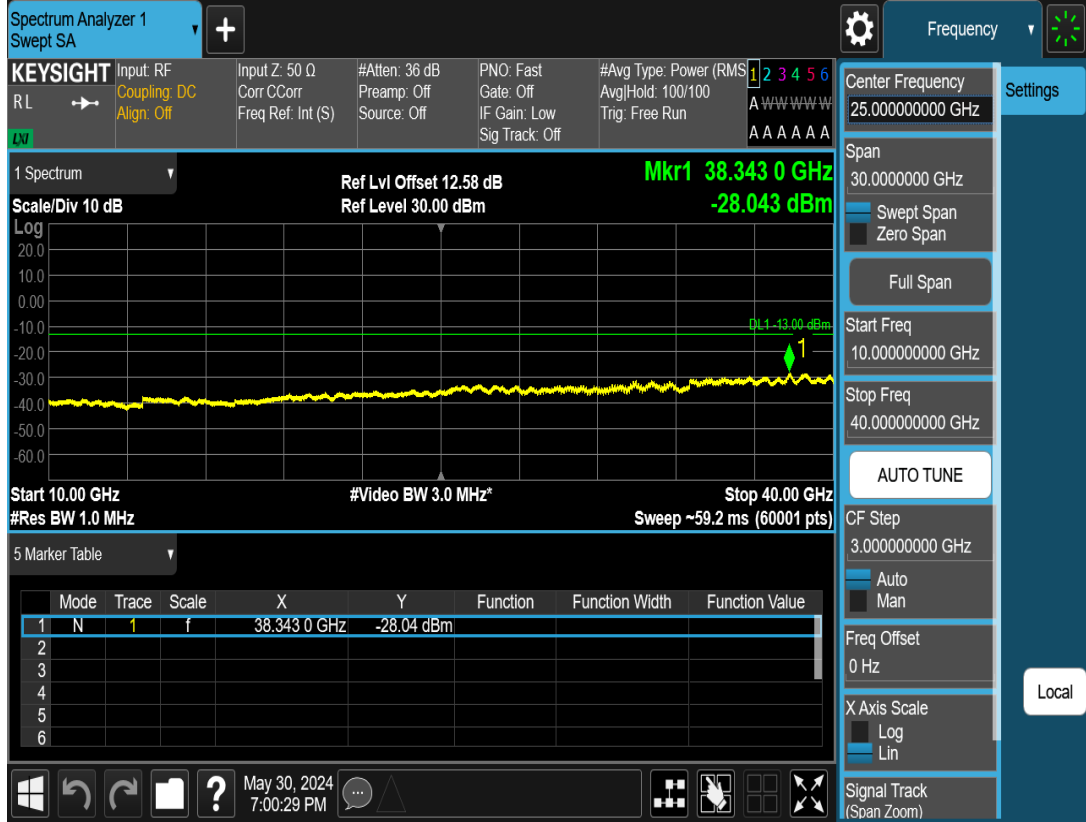 Spectrum Analyzer 1
Swept SA
+
Frequency
KEYSIGHT
RL
LXI
Input: RF
Coupling: DC
Align: Off
Input Z: 50 Ω
Corr CCorr
Freq Ref: Int (S)
#Atten: 36 dB
Preamp: Off
Source: Off
PNO: Fast
Gate: Off
IF Gain: Low
Sig Track: Off
#Avg Type: Power (RMS
Avg|Hold: 100/100
Trig: Free Run
1 2 3 4 5 6
A W W W W W
A A A A A A
1 Spectrum
Scale/Div 10 dB
Ref Lvl Offset 12.58 dB
Ref Level 30.00 dBm
Mkr1 38.343 0 GHz
-28.043 dBm
Log
20.0
10.0
0.00
-10.0
-20.0
-30.0
-40.0
-50.0
-60.0
DL1 -13.00 dBm
1
Start 10.00 GHz
#Video BW 3.0 MHz*
Stop 40.00 GHz
#Res BW 1.0 MHz
Sweep ~59.2 ms (60001 pts)
5 Marker Table
Mode Trace Scale X Y Function Function Width Function Value
1 N 1 f 38.343 0 GHz -28.04 dBm
2
3
4
5
6
?
May 30, 2024
7:00:29 PM
Center Frequency
25.000000000 GHz
Settings
Span
30.0000000 GHz
Swept Span
Zero Span
Full Span
Start Freq
10.000000000 GHz
Stop Freq
40.000000000 GHz
AUTO TUNE
CF Step
3.000000000 GHz
Auto
Man
Freq Offset
0 Hz
Local
X Axis Scale
Log
Lin
Signal Track
(Span Zoom)